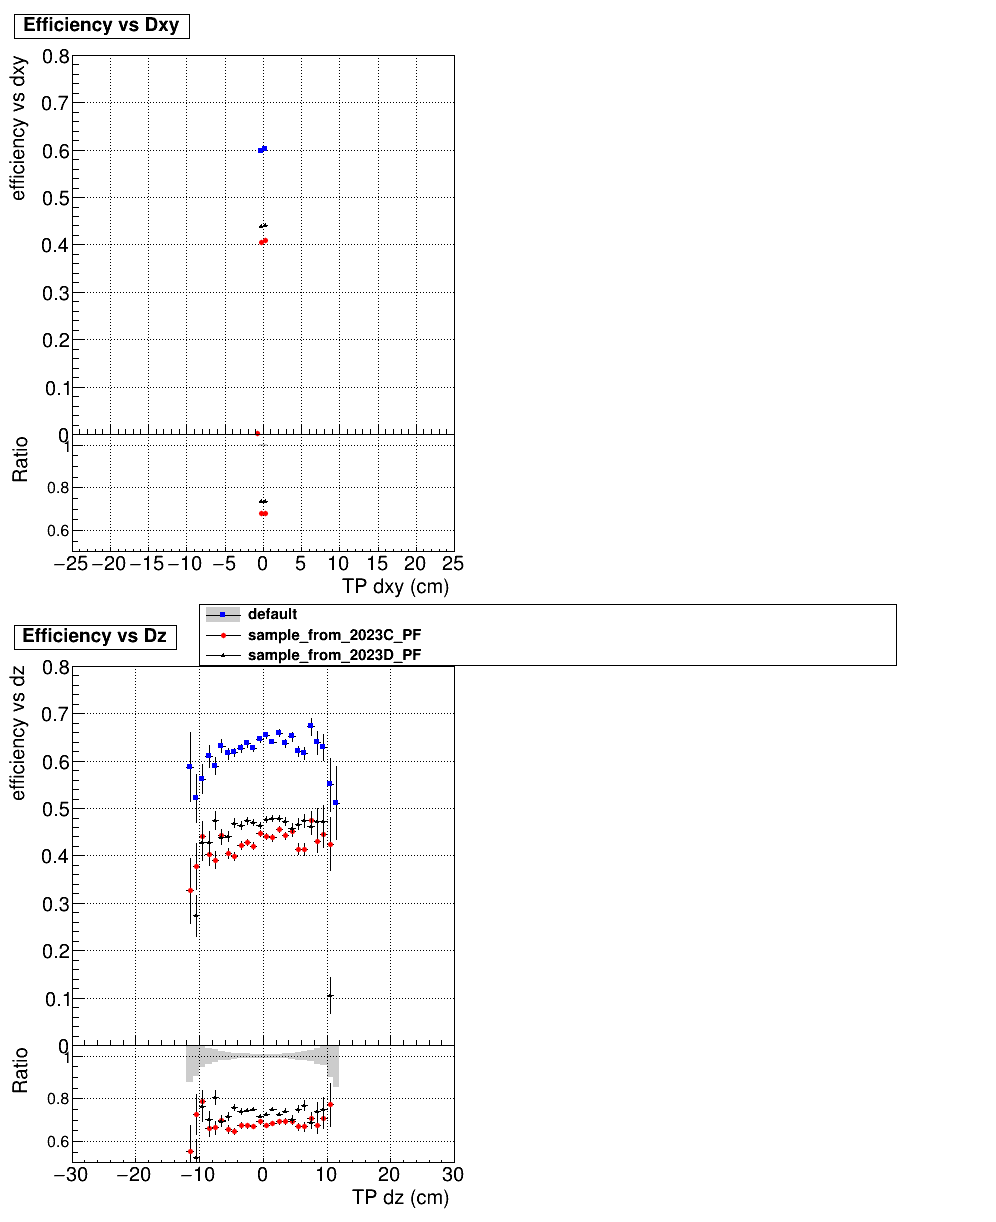 Efficiency vs Dxy
efficiency vs dxy
0.8
0.7
0.6
0.5
0.4
0.3
0.2
0.1
0
Ratio
1
0.8
0.6
−25 −20 −15 −10 −5 0 5 10 15 20 25
TP dxy (cm)
default
sample_from_2023C_PF
sample_from_2023D_PF
Efficiency vs Dz
efficiency vs dz
0.8
0.7
0.6
0.5
0.4
0.3
0.2
0.1
0
Ratio
1
0.8
0.6
−30 −20 −10 0 10 20 30
TP dz (cm)